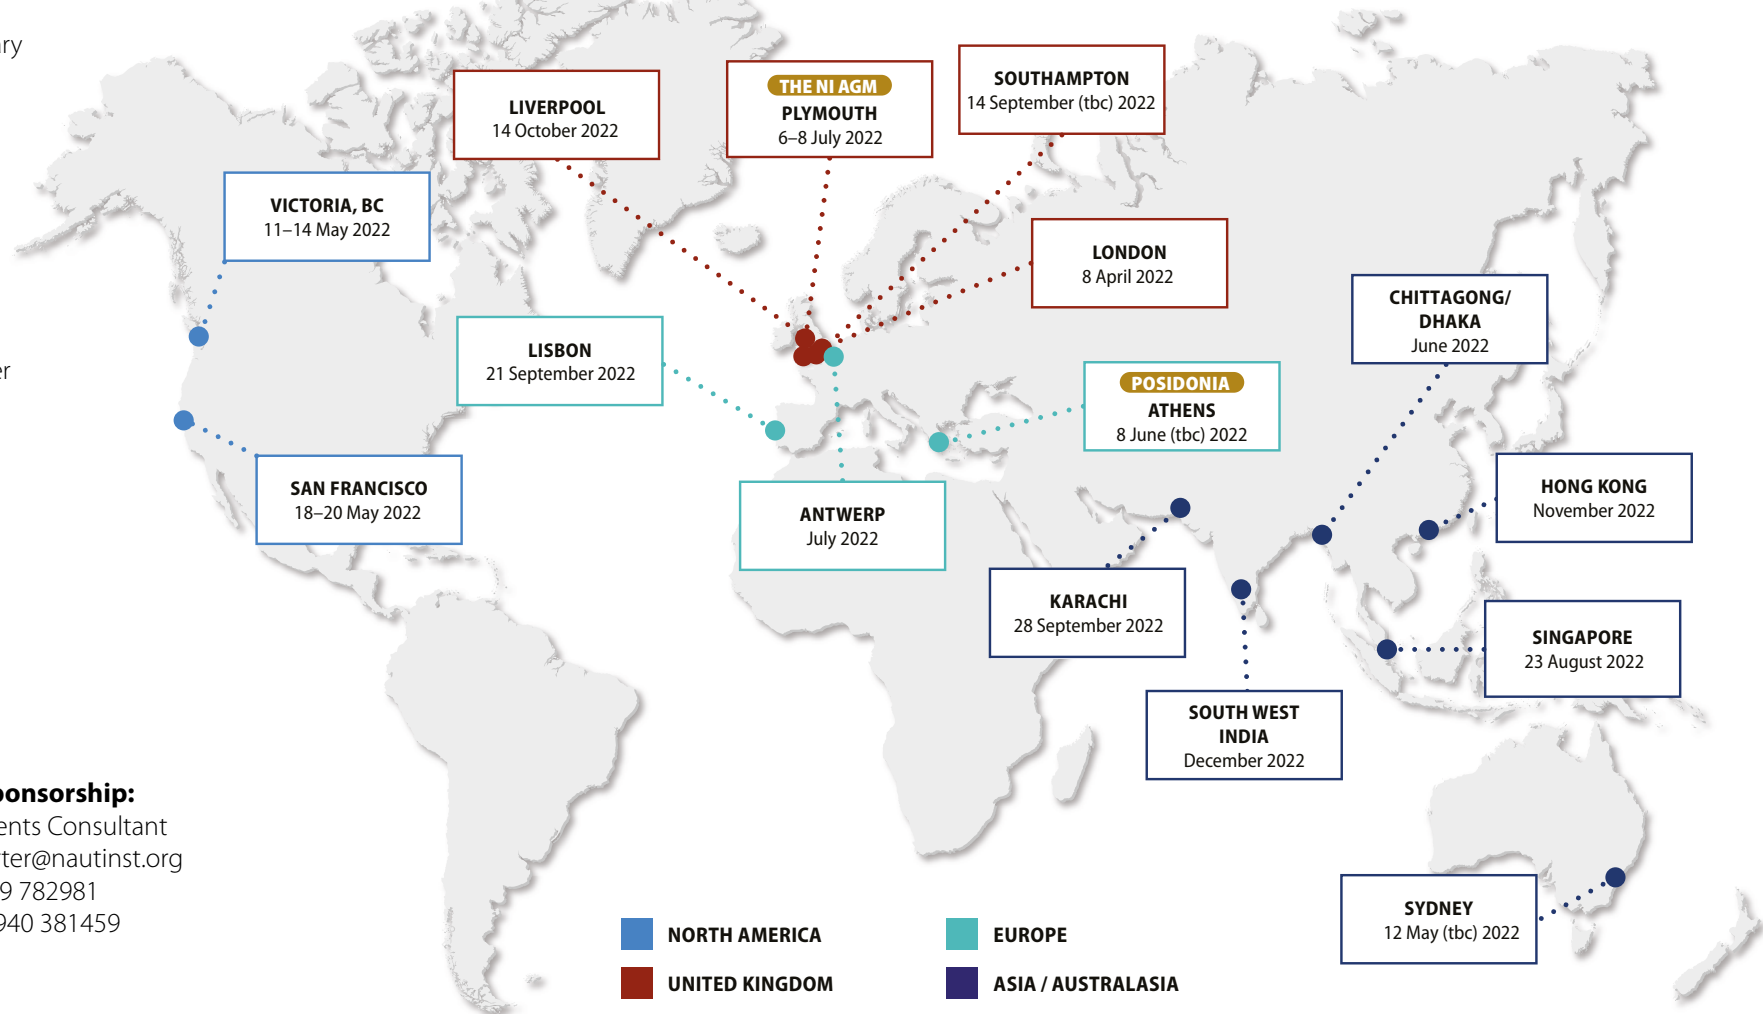 ary
er
LIVERPOOL
14 October 2022
THE NI AGM
PLYMOUTH
6–8 July 2022
SOUTHAMPTON
14 September (tbc) 2022
VICTORIA, BC
11–14 May 2022
LONDON
8 April 2022
CHITTAGONG/
DHAKA
June 2022
LISBON
21 September 2022
POSIDONIA
ATHENS
8 June (tbc) 2022
SAN FRANCISCO
18–20 May 2022
ANTWERP
July 2022
HONG KONG
November 2022
KARACHI
28 September 2022
SINGAPORE
23 August 2022
SOUTH WEST
INDIA
December 2022
SYDNEY
12 May (tbc) 2022
ponsorship:
ents Consultant
ter@nautinst.org
9 782981
940 381459
NORTH AMERICA
UNITED KINGDOM
EUROPE
ASIA / AUSTRALASIA